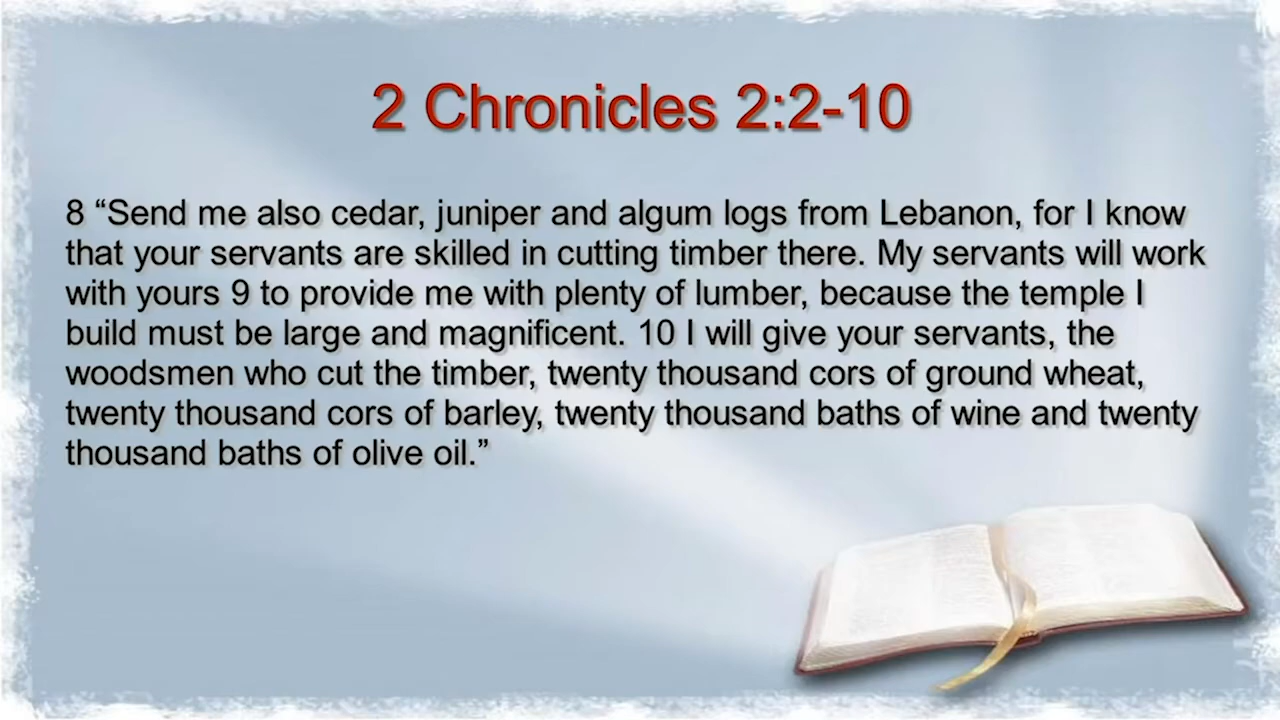 2 Chronicles 2:2-10
8 “Send me also cedar, juniper and algum logs from Lebanon, for I know
that your servants are skilled in cutting timber there. My servants will work
with yours 9 to provide me with plenty of lumber, because the temple I
build must be large and magnificent. 10 I will give your servants, the
woodsmen who cut the timber, twenty thousand cors of ground wheat,
twenty thousand cors of barley, twenty thousand baths of wine and twenty
thousand baths of olive oil.”